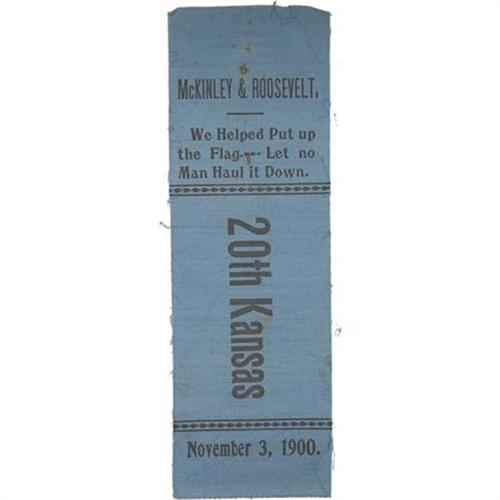 McKINLEY & ROOSEVELT.
We Helped Put up
the Flag---- Let no
Man Haul it Down.
20th Kansas
November 3, 1900.